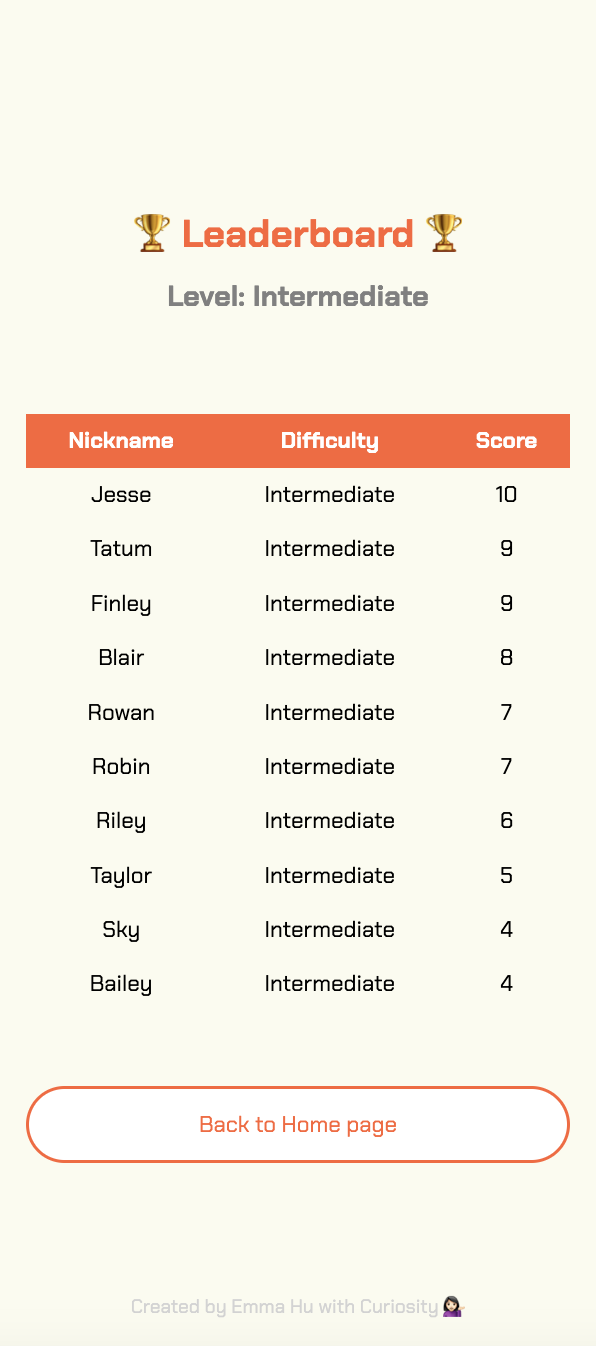 🏆 Leaderboard 🏆
Level: Intermediate
Nickname Difficulty Score
Jesse Intermediate 10
Tatum Intermediate 9
Finley Intermediate 9
Blair Intermediate 8
Rowan Intermediate 7
Robin Intermediate 7
Riley Intermediate 6
Taylor Intermediate 5
Sky Intermediate 4
Bailey Intermediate 4
Back to Home page
Created by Emma Hu with Curiosity 💁🏻‍♀️